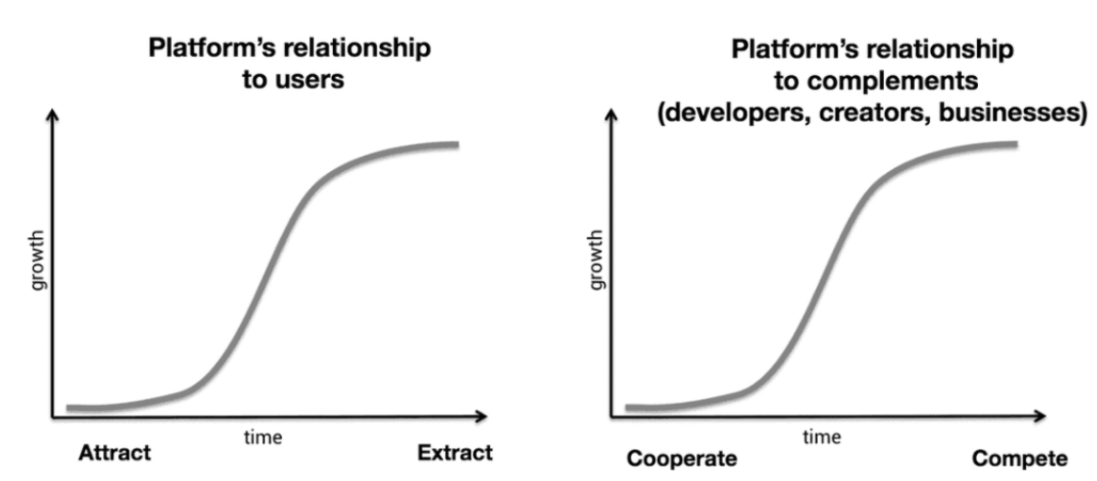 Platform's relationship
to users
growth
time
Attract
Extract
Platform's relationship
to complements
(developers, creators, businesses)
growth
time
Cooperate
Compete